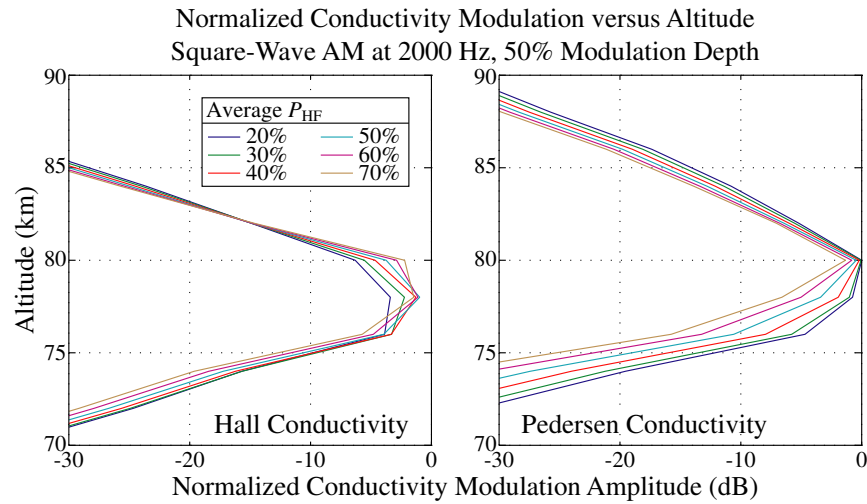 Normalized Conductivity Modulation versus Altitude
Square-Wave AM at 2000 Hz, 50% Modulation Depth
Altitude (km)
90
85
80
75
70
Average P_HF
20% 50%
30% 60%
40% 70%
Hall Conductivity
-30 -20 -10 0
90
85
80
75
70
Pedersen Conductivity
-30 -20 -10 0
Normalized Conductivity Modulation Amplitude (dB)